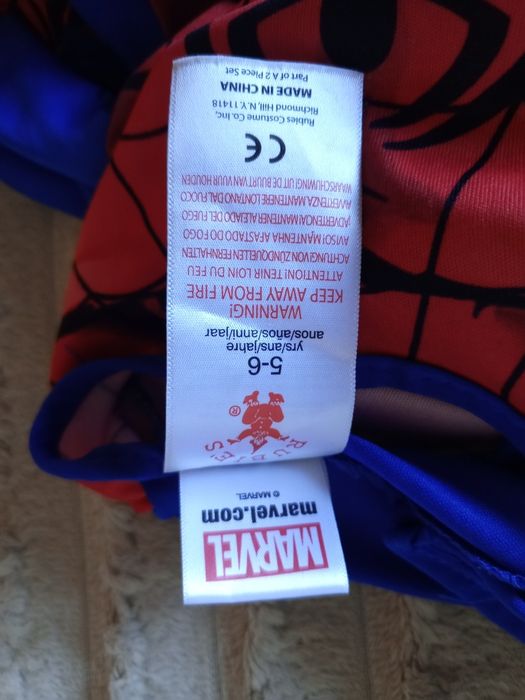 RUBIE'S
®
5-6
yrs/ans/jahre
anos/años/anni/jaar
WARNING!
KEEP AWAY FROM FIRE
ATTENTION! TENIR LOIN DU FEU
ACHTUNG! VON ZÜNDQUELLEN FERNHALTEN
AVISO! MANTENHA AFASTADO DO FOGO
¡ADVERTENCIA! MANTENER ALEJADO DEL FUEGO
AVVERTENZA MANTENERE LONTANO DAL FUOCO
WAARSCHUWING! UIT DE BUURT VAN VUUR HOUDEN
CE
Rubies Costume Co. Inc,
Richmond Hill, N.Y. 11418
MADE IN CHINA
Part of A 2 Piece Set
MARVEL
marvel.com
© MARVEL